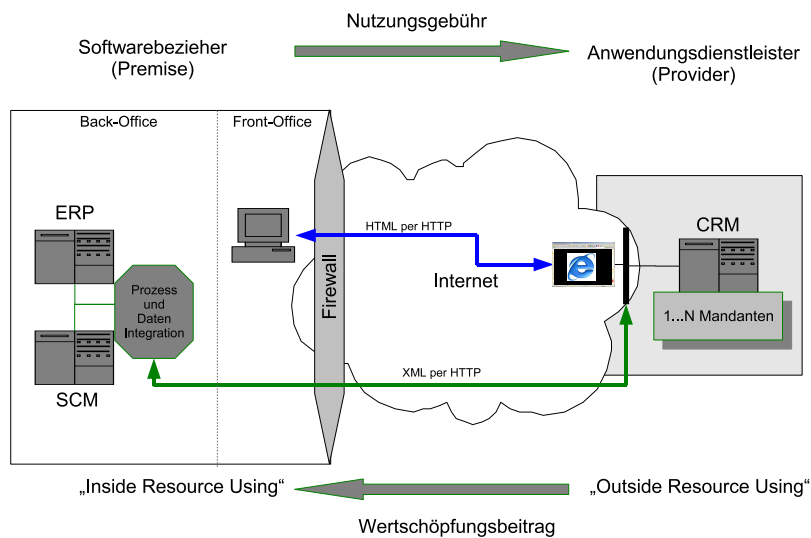 Nutzungsgebühr
Softwarebezieher
(Premise)
Anwendungsdienstleister
(Provider)
Back-Office
Front-Office
ERP
CRM
HTML per HTTP
Internet
Firewall
Prozess
und
Daten
Integration
1...N Mandanten
SCM
XML per HTTP
„Inside Resource Using“
„Outside Resource Using“
Wertschöpfungsbeitrag